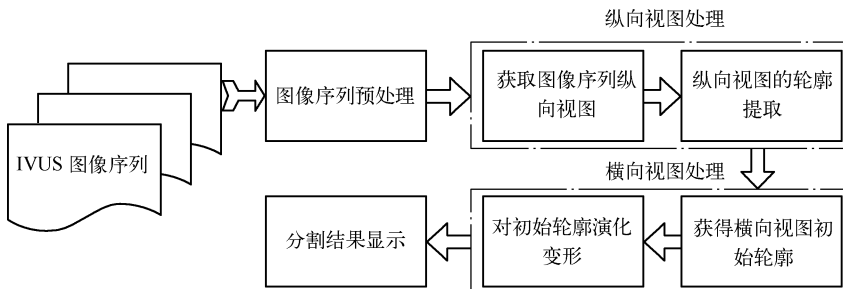 纵向视图处理
IVUS 图像序列
图像序列预处理
获取图像序列纵
向视图
纵向视图的轮廓
提取
横向视图处理
分割结果显示
对初始轮廓演化
变形
获得横向视图初
始轮廓